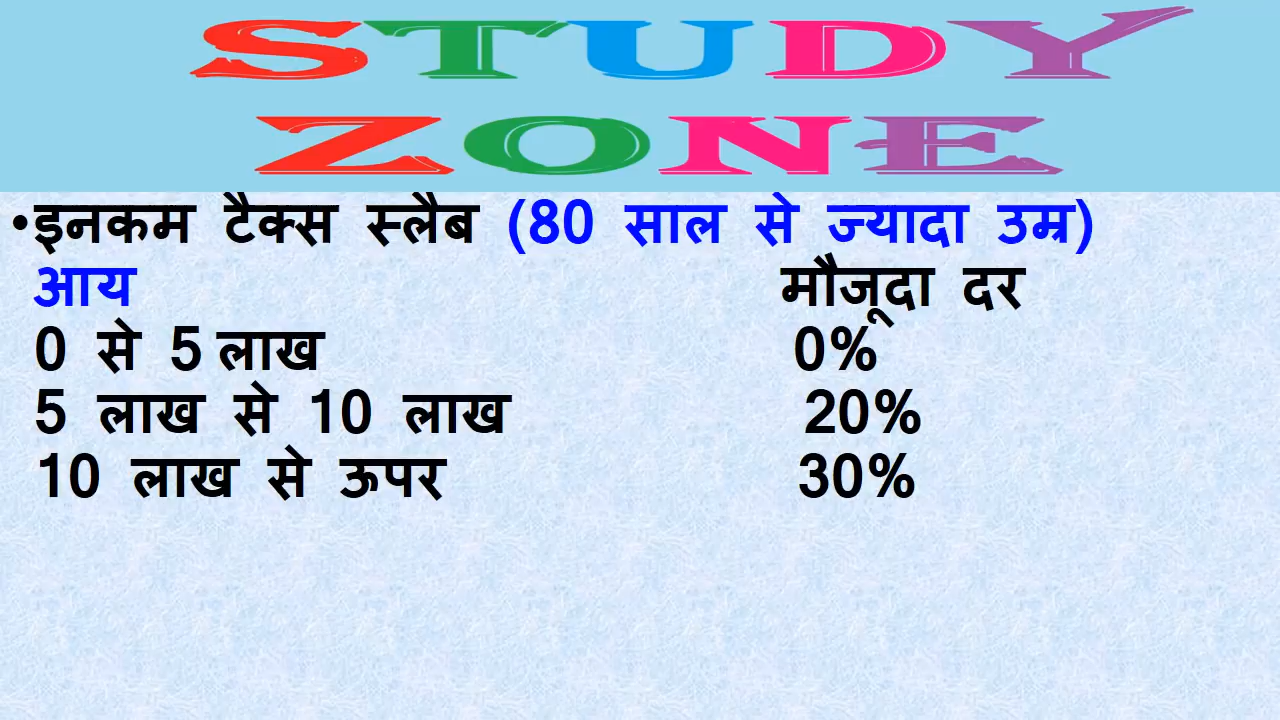 STUDY
ZONE
•इनकम टैक्स स्लैब (80 साल से ज्यादा उम्र)
आय मौजूदा दर
0 से 5 लाख 0%
5 लाख से 10 लाख 20%
10 लाख से ऊपर 30%